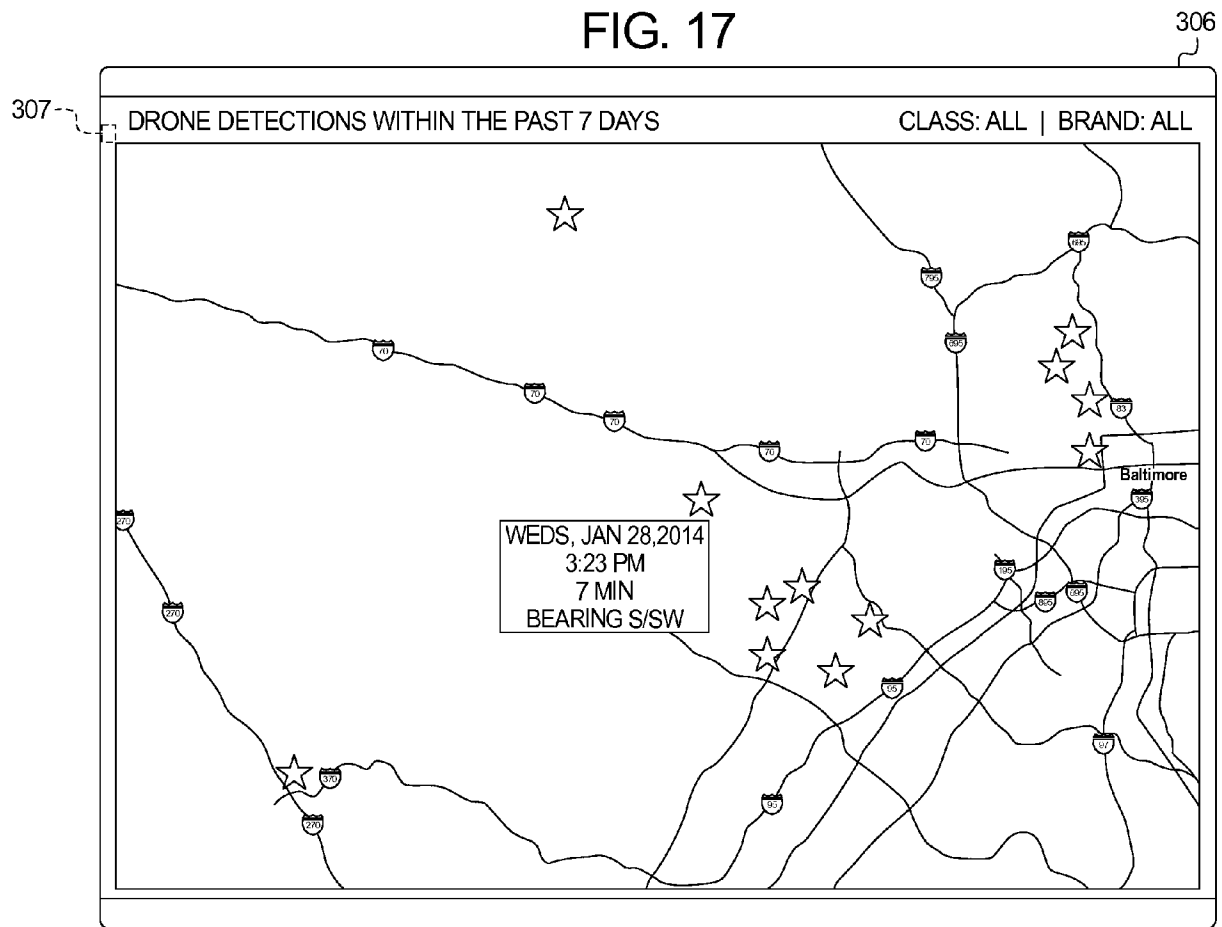 FIG. 17
306
307
DRONE DETECTIONS WITHIN THE PAST 7 DAYS
CLASS: ALL | BRAND: ALL
695
795
695
70
70
83
70
70
70
Baltimore
395
270
WEDS, JAN 28,2014
3:23 PM
7 MIN
BEARING S/SW
195
695
895
270
95
97
370
95
270